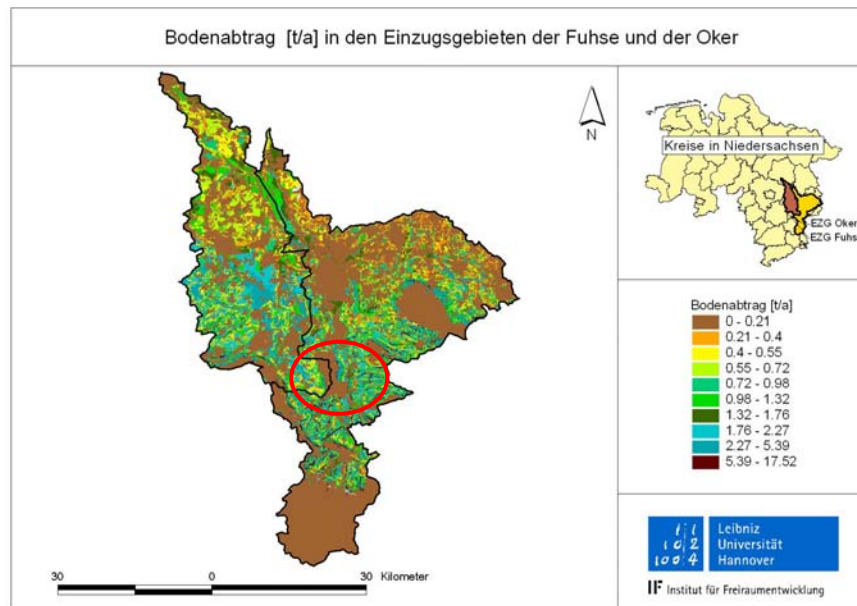 Bodenabtrag [t/a] in den Einzugsgebieten der Fuhse und der Oker
N
Kreise in Niedersachsen
EZG Oker
EZG Fuhse
Bodenabtrag [t/a]
0 - 0.21
0.21 - 0.4
0.4 - 0.55
0.55 - 0.72
0.72 - 0.98
0.98 - 1.32
1.32 - 1.76
1.76 - 2.27
2.27 - 5.39
5.39 - 17.52
30 0 30 Kilometer
Leibniz
Universität
Hannover
IF Institut für Freiraumentwicklung